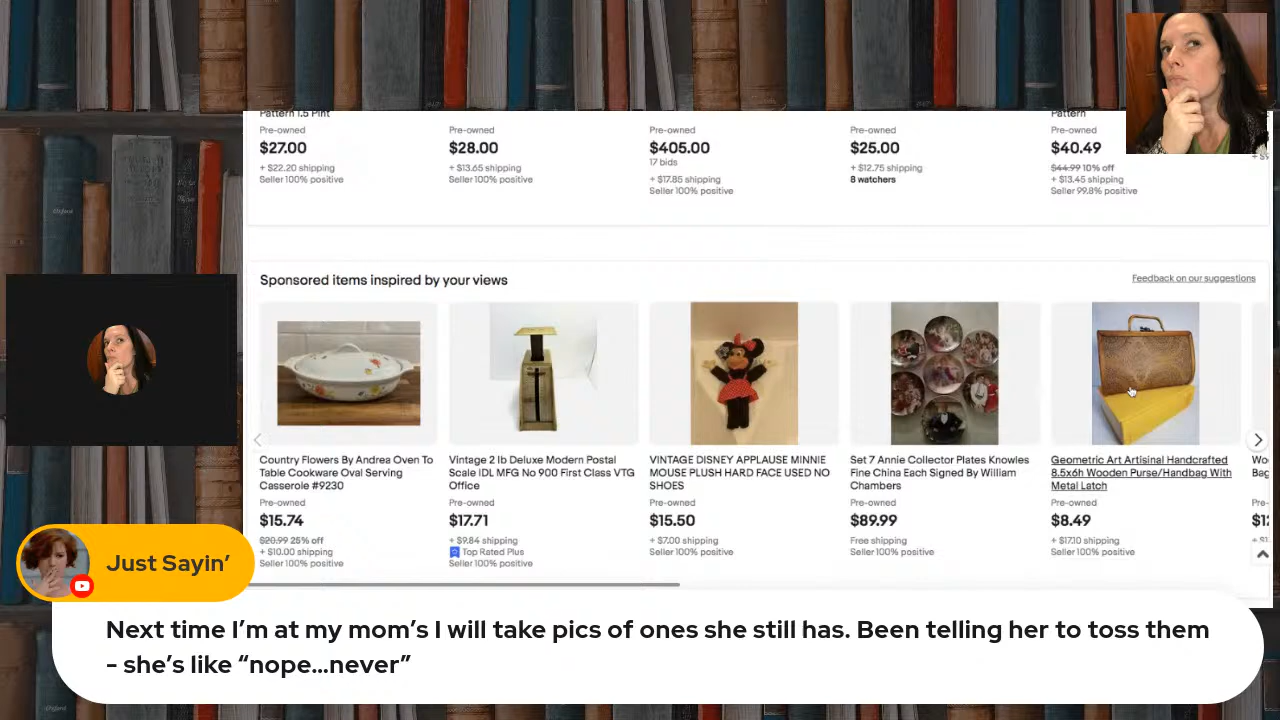 Pattern 1.5 Pint
Pattern
Pre-owned
Pre-owned
Pre-owned
Pre-owned
Pre-owned
$27.00
$28.00
$405.00
$25.00
$40.49
+ $22.20 shipping
Seller 100% positive
+ $13.65 shipping
Seller 100% positive
17 bids
+ $17.85 shipping
Seller 100% positive
+ $12.75 shipping
8 watchers
$44.99 10% off
+ $13.45 shipping
Seller 99.8% positive
Sponsored items inspired by your views
Feedback on our suggestions
Country Flowers By Andrea Oven To
Table Cookware Oval Serving
Casserole #9230
Pre-owned
$15.74
$20.99 25% off
+ $10.00 shipping
Seller 100% positive
Vintage 2 lb Deluxe Modern Postal
Scale IDL MFG No 900 First Class VTG
Office
Pre-owned
$17.71
+ $9.84 shipping
Top Rated Plus
Seller 100% positive
VINTAGE DISNEY APPLAUSE MINNIE
MOUSE PLUSH HARD FACE USED NO
SHOES
Pre-owned
$15.50
+ $7.00 shipping
Seller 100% positive
Set 7 Annie Collector Plates Knowles
Fine China Each Signed By William
Chambers
Pre-owned
$89.99
Free shipping
Seller 100% positive
Geometric Art Artisinal Handcrafted
8.5x6h Wooden Purse/Handbag With
Metal Latch
Pre-owned
$8.49
+ $17.10 shipping
Seller 100% positive
Just Sayin’
Next time I’m at my mom’s I will take pics of ones she still has. Been telling her to toss them
- she’s like “nope...never”